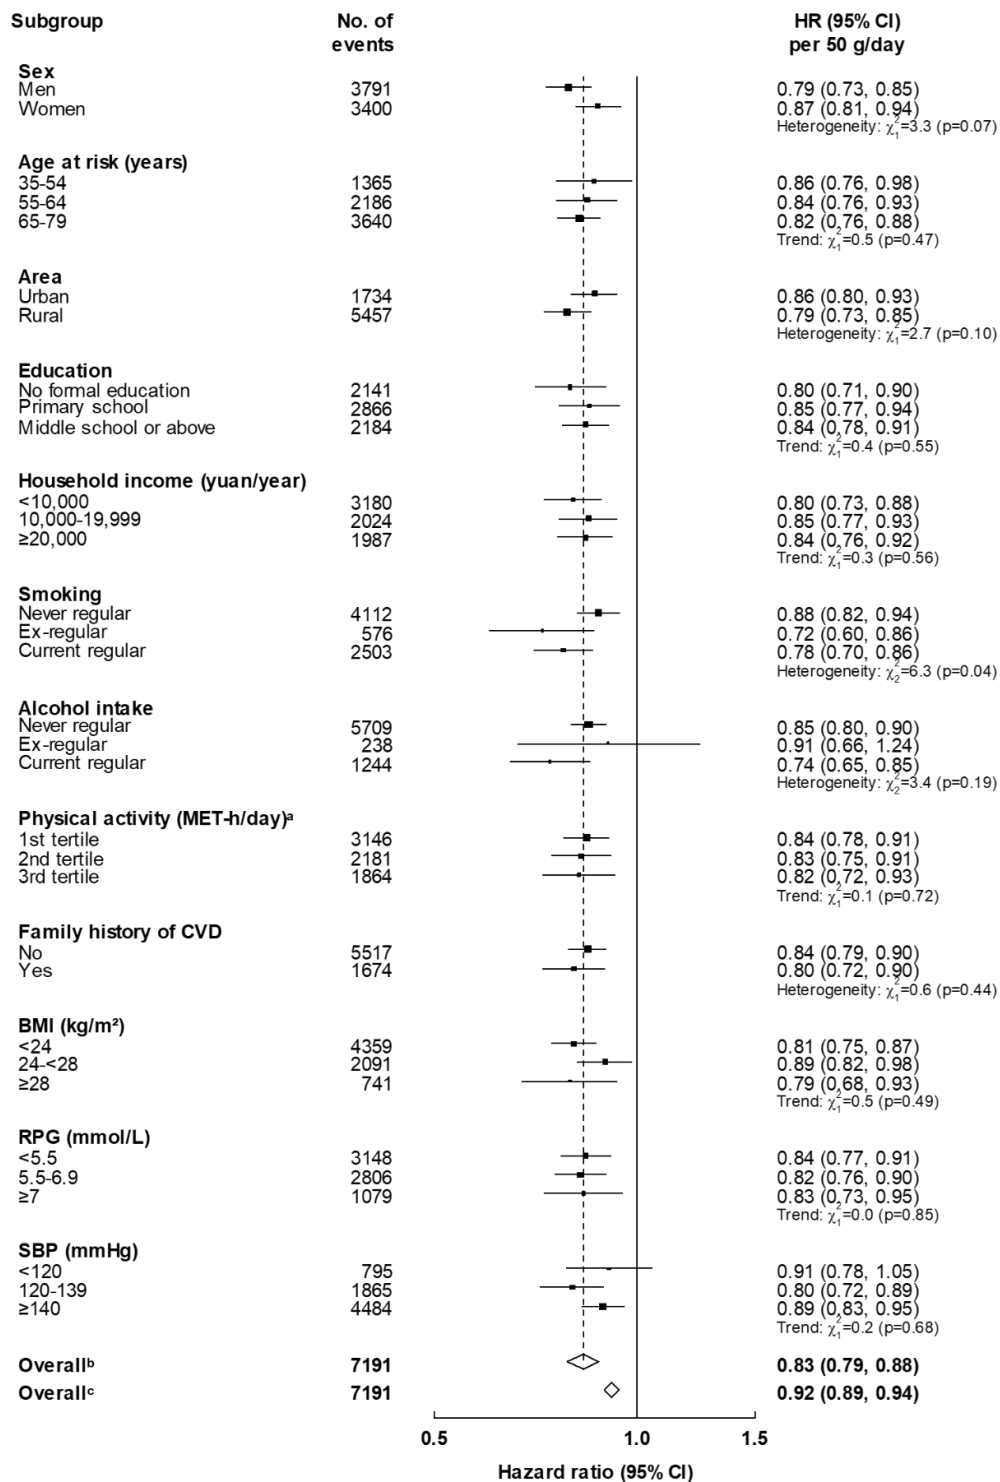 Subgroup No. of events HR (95% CI) per 50 g/day
Sex
Men 3791 0.79 (0.73, 0.85)
Women 3400 0.87 (0.81, 0.94)
Heterogeneity: χ²₁=3.3 (p=0.07)
Age at risk (years)
35-54 1365 0.86 (0.76, 0.98)
55-64 2186 0.84 (0.76, 0.93)
65-79 3640 0.82 (0.76, 0.88)
Trend: χ²₁=0.5 (p=0.47)
Area
Urban 1734 0.86 (0.80, 0.93)
Rural 5457 0.79 (0.73, 0.85)
Heterogeneity: χ²₁=2.7 (p=0.10)
Education
No formal education 2141 0.80 (0.71, 0.90)
Primary school 2866 0.85 (0.77, 0.94)
Middle school or above 2184 0.84 (0.78, 0.91)
Trend: χ²₁=0.4 (p=0.55)
Household income (yuan/year)
<10,000 3180 0.80 (0.73, 0.88)
10,000-19,999 2024 0.85 (0.77, 0.93)
≥20,000 1987 0.84 (0.76, 0.92)
Trend: χ²₁=0.3 (p=0.56)
Smoking
Never regular 4112 0.88 (0.82, 0.94)
Ex-regular 576 0.72 (0.60, 0.86)
Current regular 2503 0.78 (0.70, 0.86)
Heterogeneity: χ²₂=6.3 (p=0.04)
Alcohol intake
Never regular 5709 0.85 (0.80, 0.90)
Ex-regular 238 0.91 (0.66, 1.24)
Current regular 1244 0.74 (0.65, 0.85)
Heterogeneity: χ²₂=3.4 (p=0.19)
Physical activity (MET-h/day)ᵃ
1st tertile 3146 0.84 (0.78, 0.91)
2nd tertile 2181 0.83 (0.75, 0.91)
3rd tertile 1864 0.82 (0.72, 0.93)
Trend: χ²₁=0.1 (p=0.72)
Family history of CVD
No 5517 0.84 (0.79, 0.90)
Yes 1674 0.80 (0.72, 0.90)
Heterogeneity: χ²₁=0.6 (p=0.44)
BMI (kg/m²)
<24 4359 0.81 (0.75, 0.87)
24-<28 2091 0.89 (0.82, 0.98)
≥28 741 0.79 (0.68, 0.93)
Trend: χ²₁=0.5 (p=0.49)
RPG (mmol/L)
<5.5 3148 0.84 (0.77, 0.91)
5.5-6.9 2806 0.82 (0.76, 0.90)
≥7 1079 0.83 (0.73, 0.95)
Trend: χ²₁=0.0 (p=0.85)
SBP (mmHg)
<120 795 0.91 (0.78, 1.05)
120-139 1865 0.80 (0.72, 0.89)
≥140 4484 0.89 (0.83, 0.95)
Trend: χ²₁=0.2 (p=0.68)
Overallᵇ 7191 0.83 (0.79, 0.88)
Overallᶜ 7191 0.92 (0.89, 0.94)
0.5 1.0 1.5
Hazard ratio (95% CI)